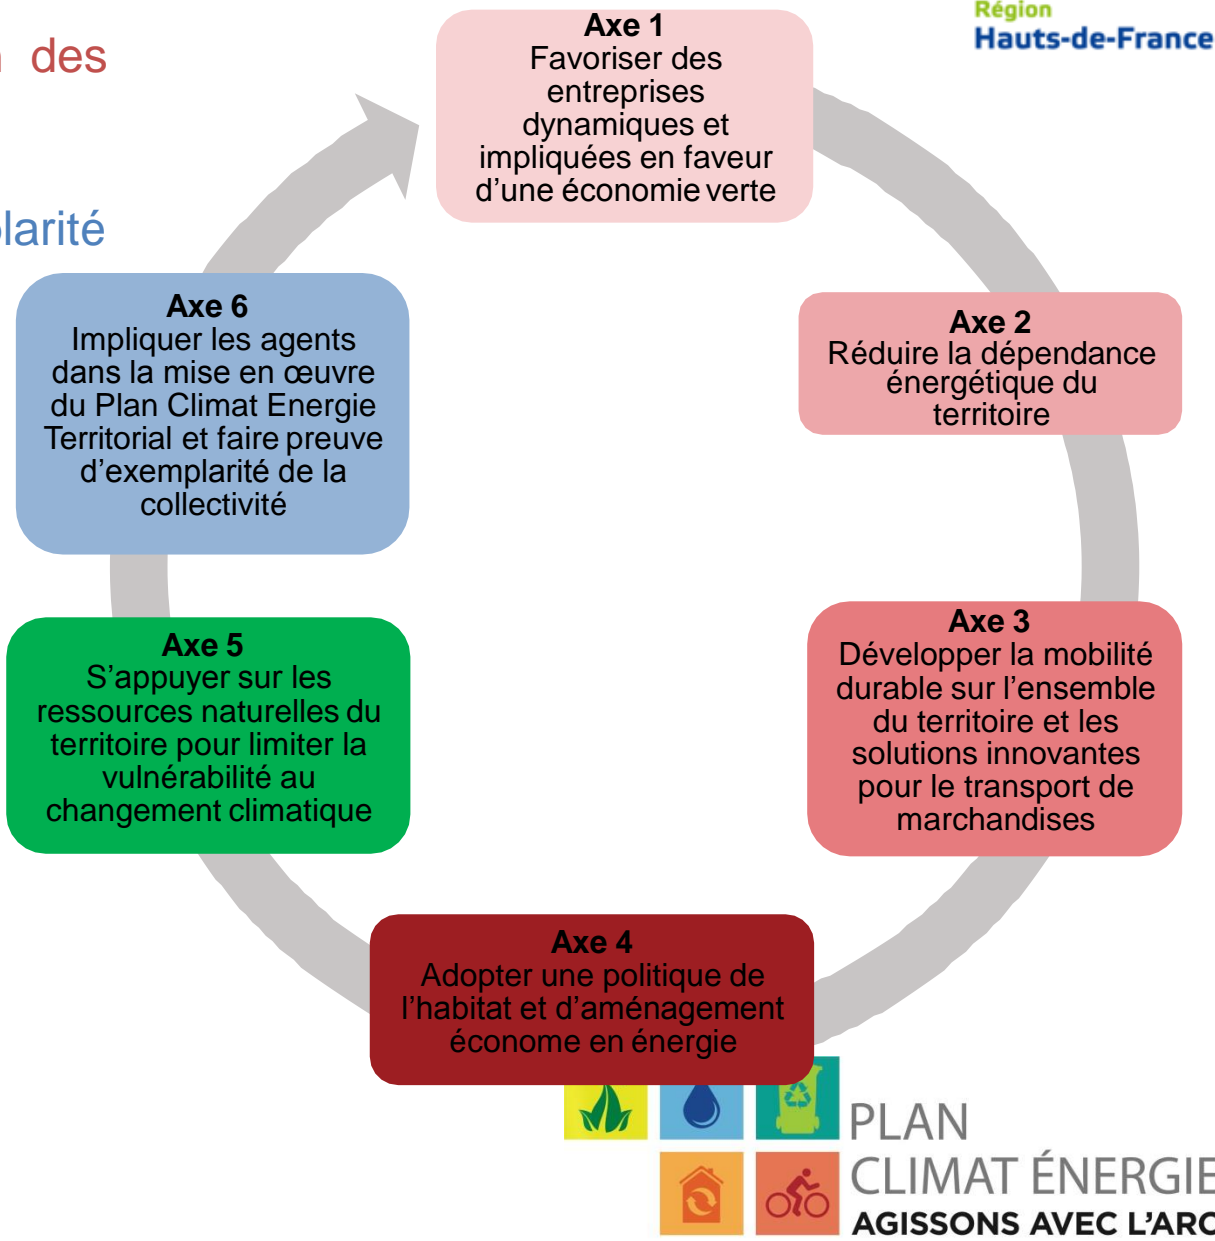 Région
Hauts-de-France
des
Axe 1
Favoriser des
entreprises
dynamiques et
impliquées en faveur
d’une économie verte
Axe 6
Impliquer les agents
dans la mise en œuvre
du Plan Climat Energie
Territorial et faire preuve
d’exemplarité de la
collectivité
Axe 2
Réduire la dépendance
énergétique du
territoire
Axe 3
Développer la mobilité
durable sur l’ensemble
du territoire et les
solutions innovantes
pour le transport de
marchandises
Axe 5
S’appuyer sur les
ressources naturelles du
territoire pour limiter la
vulnérabilité au
changement climatique
Axe 4
Adopter une politique de
l’habitat et d’aménagement
économe en énergie
PLAN
CLIMAT ÉNERGIE
AGISSONS AVEC L’ARC